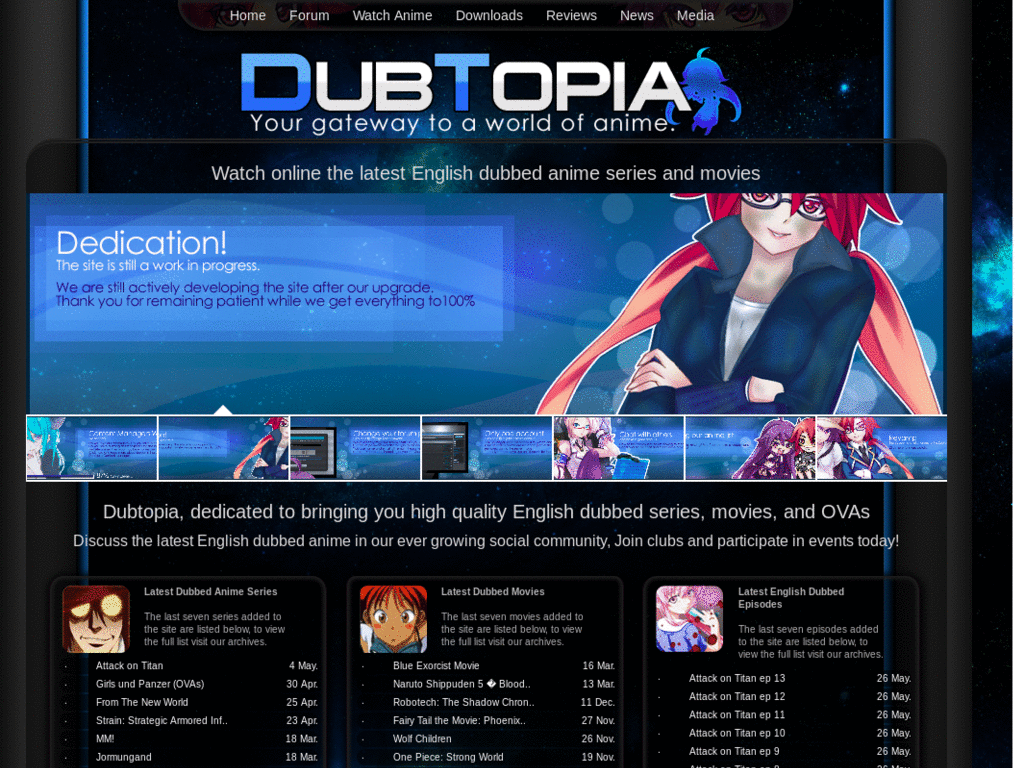 Home Forum Watch Anime Downloads Reviews News Media
DUBTOPIA
Your gateway to a world of anime.
Watch online the latest English dubbed anime series and movies
Dedication!
The site is still a work in progress.
We are still actively developing the site after our upgrade.
Thank you for remaining patient while we get everything to100%
Dubtopia, dedicated to bringing you high quality English dubbed series, movies, and OVAs
Discuss the latest English dubbed anime in our ever growing social community, Join clubs and participate in events today!
Latest Dubbed Anime Series
The last seven series added to
the site are listed below, to view
the full list visit our archives.
Attack on Titan 4 May.
Girls und Panzer (OVAs) 30 Apr.
From The New World 25 Apr.
Strain: Strategic Armored Inf.. 23 Apr.
MM! 18 Mar.
Jormungand 18 Mar.
Latest Dubbed Movies
The last seven movies added to
the site are listed below, to view
the full list visit our archives.
Blue Exorcist Movie 16 Mar.
Naruto Shippuden 5 � Blood.. 13 Mar.
Robotech: The Shadow Chron.. 11 Dec.
Fairy Tail the Movie: Phoenix.. 27 Nov.
Wolf Children 26 Nov.
One Piece: Strong World 19 Nov.
Latest English Dubbed
Episodes
The last seven episodes added
to the site are listed below, to
view the full list visit our archives.
Attack on Titan ep 13 26 May.
Attack on Titan ep 12 26 May.
Attack on Titan ep 11 26 May.
Attack on Titan ep 10 26 May.
Attack on Titan ep 9 26 May.